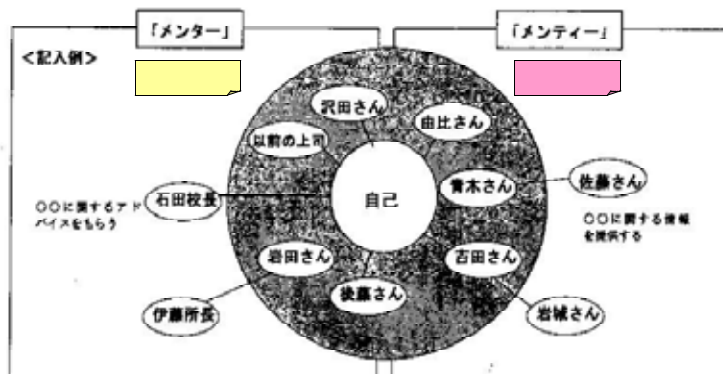 「メンター」
「メンティー」
<記入例>
沢田さん
由比さん
以前の上司
青木さん
佐藤さん
石田校長
自己
○○に関するアド
バイスをもらう
○○に関する情報
を提供する
岩田さん
吉田さん
後藤さん
伊藤所長
岩城さん